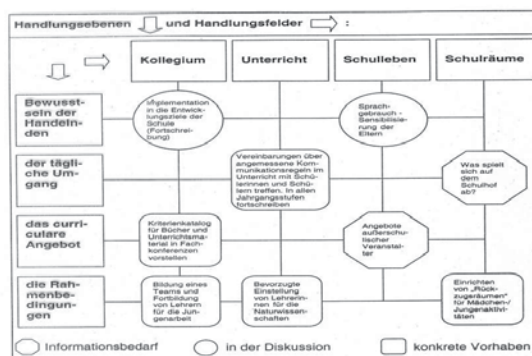 Handlungsebenen und Handlungsfelder :
Kollegium
Unterricht
Schulleben
Schulräume
Bewusst-
sein der
Handeln-
den
Implementation
in die Entwick-
lungsziele der
Schule
(Fortschrei-
bung)
Sprach-
gebrauch -
Sensibilisie-
rung der
Eltern
der täg-
liche Um-
gang
Vereinbarungen über
angemessene Kom-
munikationsregeln im
Unterricht mit Schü-
lerinnen und Schü-
lern treffen. In allen
Jahrgangsstufen
fortschreiben
Was spielt
sich auf
dem
Schulhof
ab?
das curri-
culare
Angebot
Kriterienkatalog
für Bücher und
Unterrichtsma-
terial in Fach-
konferenzen
vorstellen
Angebote
außerschu-
lischer
Veranstal-
ter
die Rah-
menbe-
dingun-
gen
Bildung eines
Teams und
Fortbildung von
Lehrern für
die Jun-
genarbeit
Bevorzugte
Einstellung von
Lehrerin-
nen für die
Naturwissen-
schaften
Einrichten
von „Rück-
zugsräumen"
für Mädchen-/
Jungenaktivi-
täten
Informationsbedarf
in der Diskussion
konkrete Vorhaben